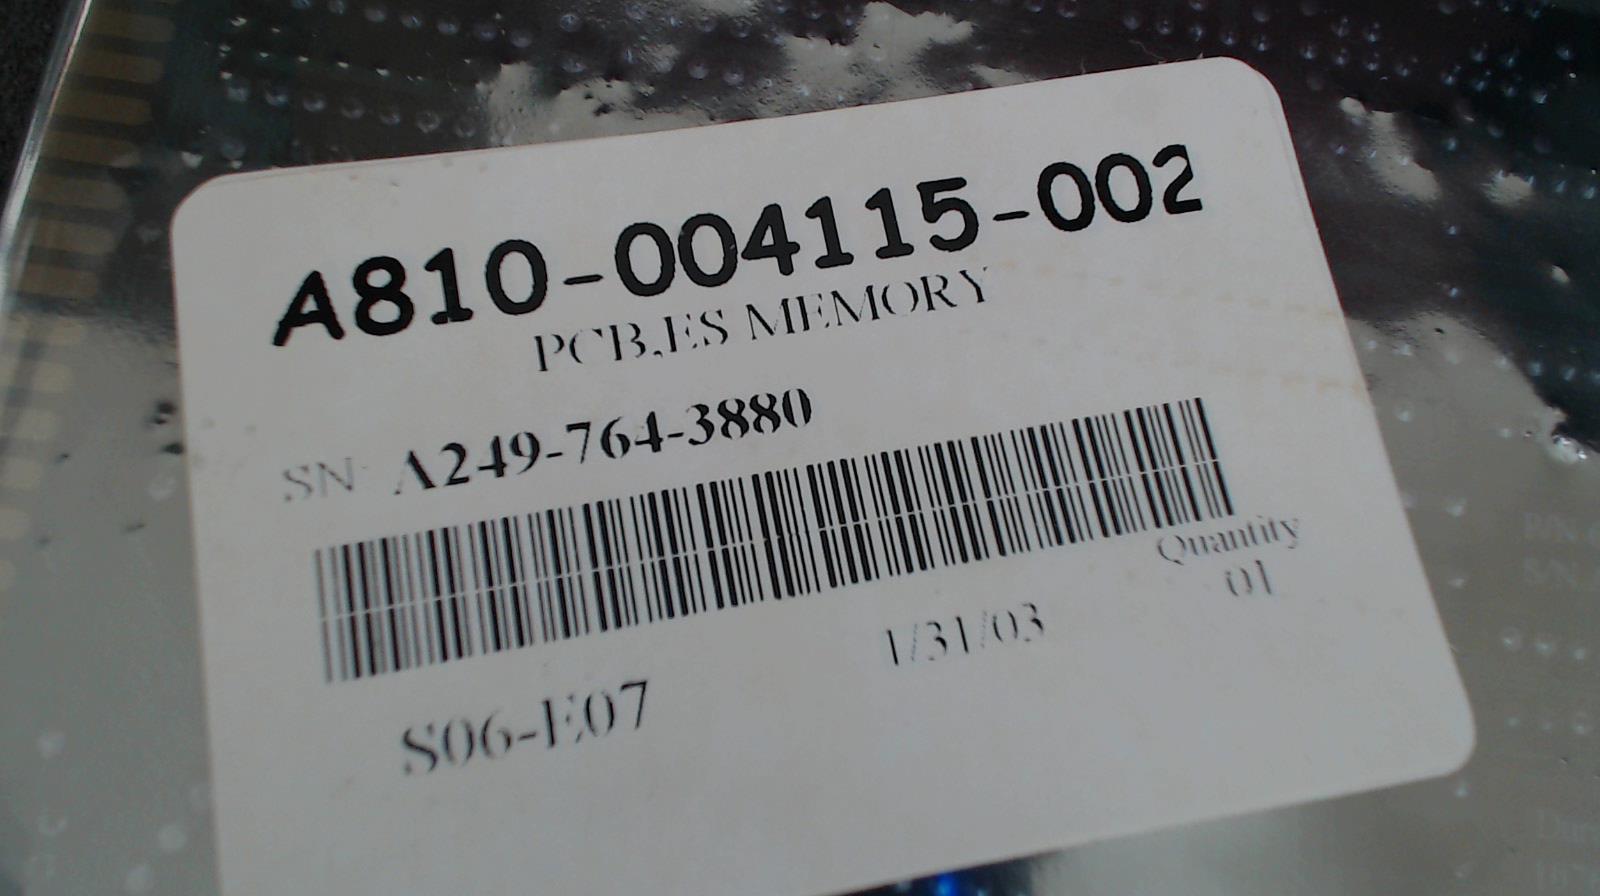 A810-004115-002
PCB,ES MEMORY
SN: A249-764-3880
Quantity
01
1/31/03
S06-E07